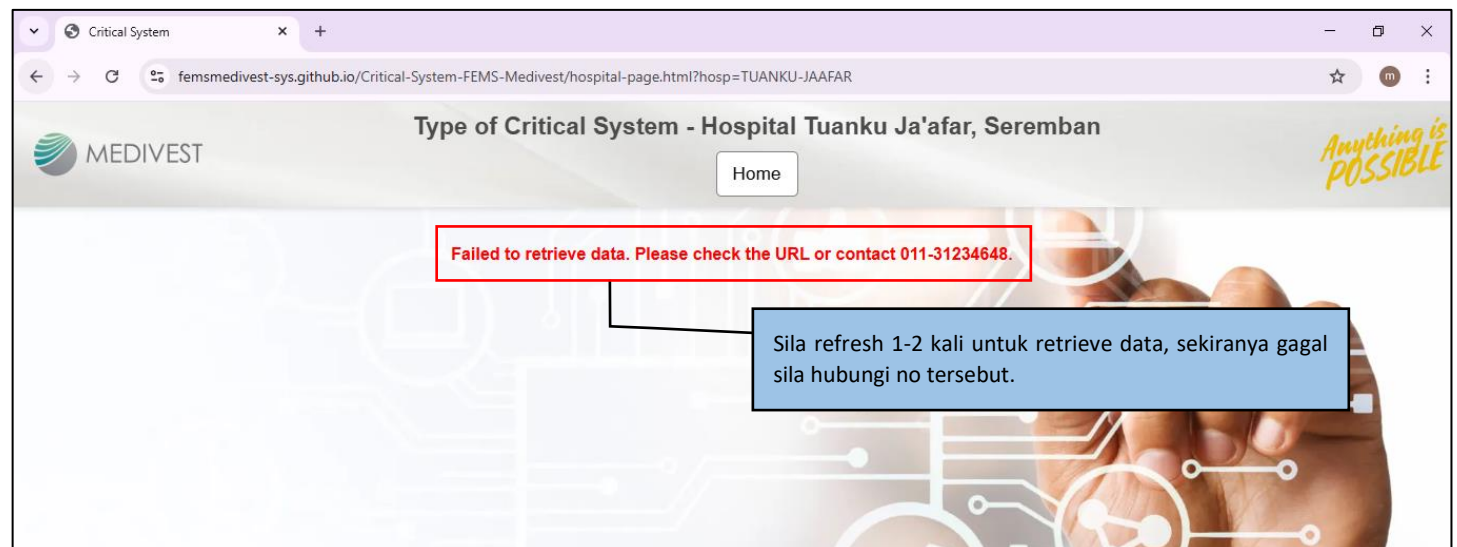 Critical System
femsmedivest-sys.github.io/Critical-System-FEMS-Medivest/hospital-page.html?hosp=TUANKU-JAAFAR
m
Type of Critical System - Hospital Tuanku Ja'afar, Seremban
MEDIVEST
Home
Anything is
POSSIBLE
Failed to retrieve data. Please check the URL or contact 011-31234648.
Sila refresh 1-2 kali untuk retrieve data, sekiranya gagal
sila hubungi no tersebut.